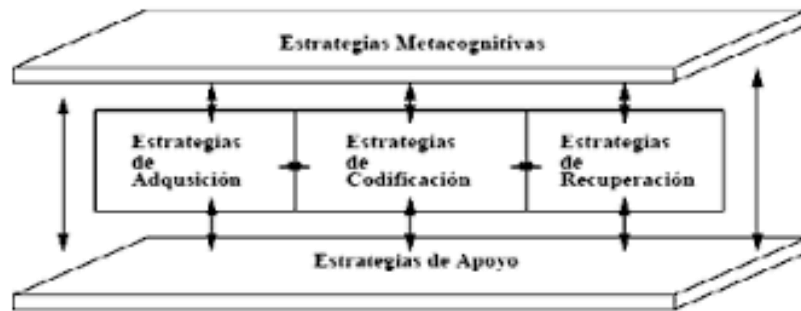 Estrategias Metacognitivas
Estrategias
de
Adqusición
Estrategias
de
Codificación
Estrategias
de
Recuperación
Estrategias de Apoyo